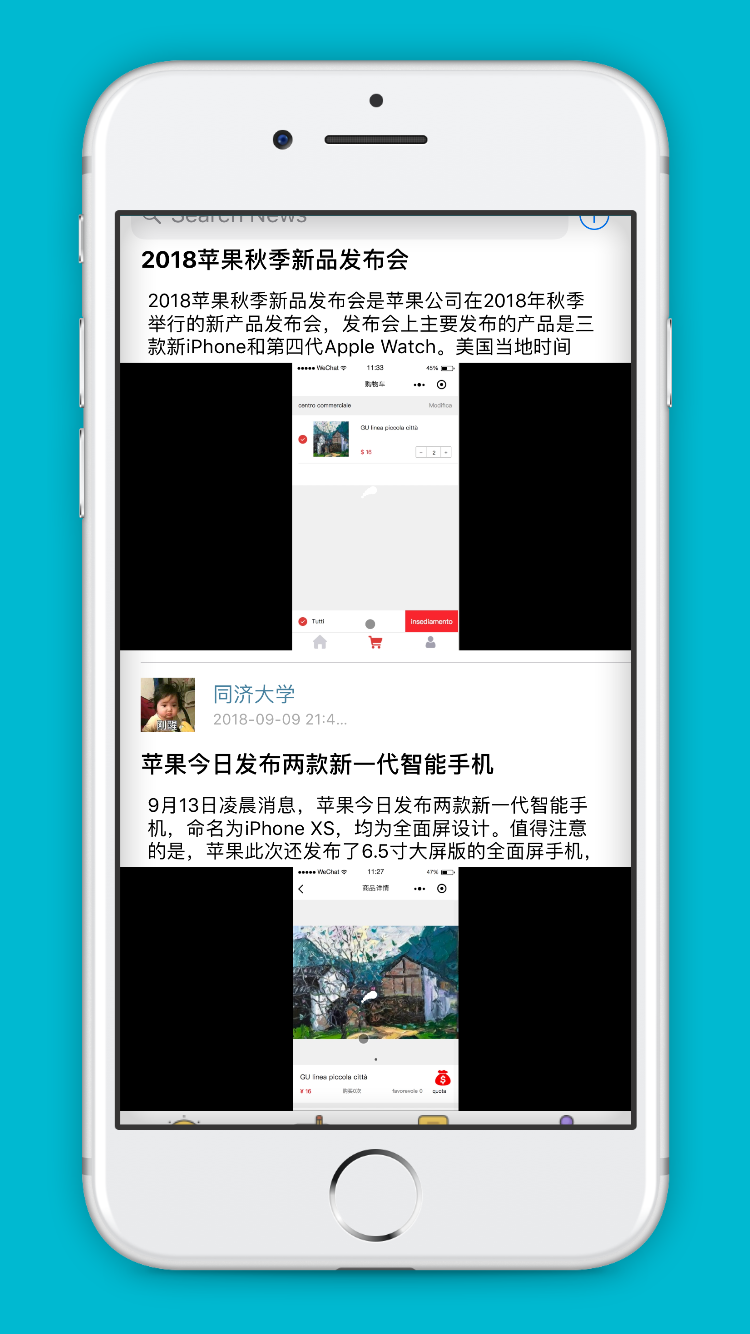 Search News
2018苹果秋季新品发布会
2018苹果秋季新品发布会是苹果公司在2018年秋季
举行的新产品发布会，发布会上主要发布的产品是三
款新iPhone和第四代Apple Watch。美国当地时间
WeChat 11:33 45%
购物车
centro commerciale Modifica
GU linea piccola città
$ 16 - 2 +
Tutti Insediamento
同济大学
2018-09-09 21:4...
苹果今日发布两款新一代智能手机
9月13日凌晨消息，苹果今日发布两款新一代智能手
机，命名为iPhone XS，均为全面屏设计。值得注意
的是，苹果此次还发布了6.5寸大屏版的全面屏手机，
WeChat 11:27 47%
商品详情
GU linea piccola città
¥ 16 购买0次 favorevole 0 quota